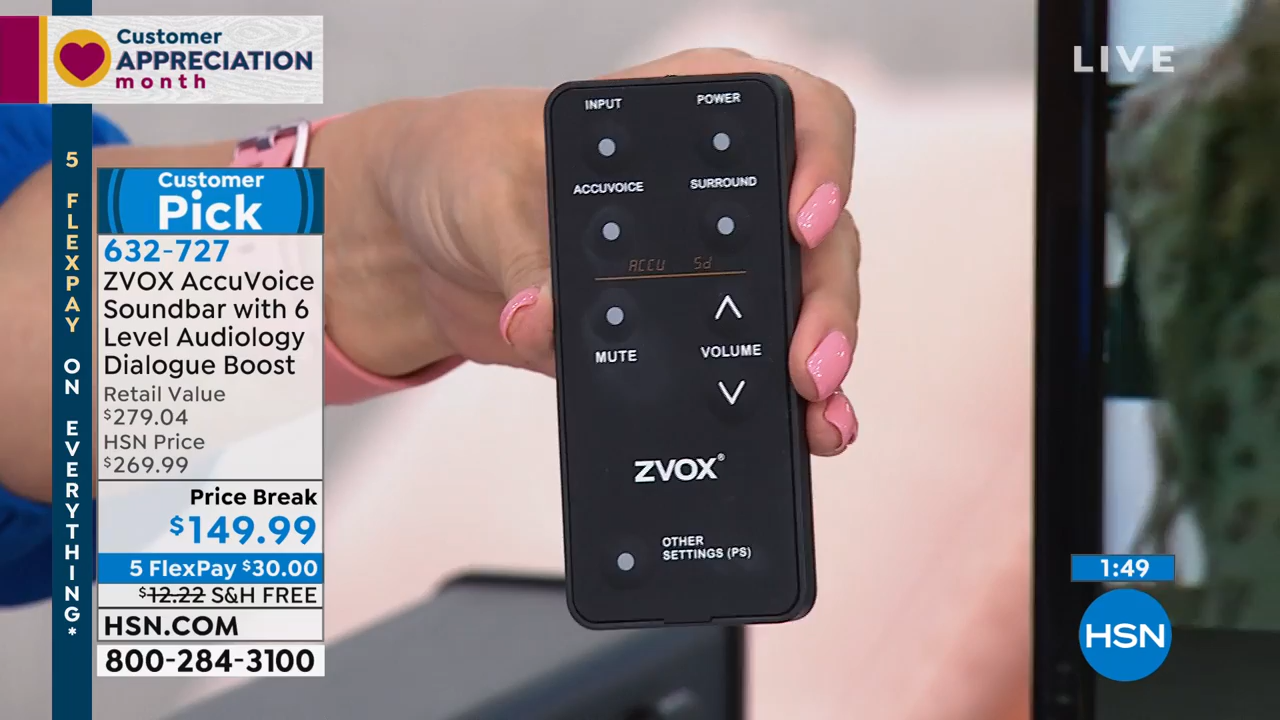 Customer
APPRECIATION
month
LIVE
5 FLEXPAY ON EVERYTHING*
Customer
Pick
632-727
ZVOX AccuVoice
Soundbar with 6
Level Audiology
Dialogue Boost
Retail Value
$279.04
HSN Price
$269.99
Price Break
$149.99
5 FlexPay $30.00
$12.22 S&H FREE
HSN.COM
800-284-3100
INPUT POWER
ACCUVOICE SURROUND
ACCU Sd
MUTE VOLUME
ZVOX®
OTHER
SETTINGS (PS)
1:49
HSN